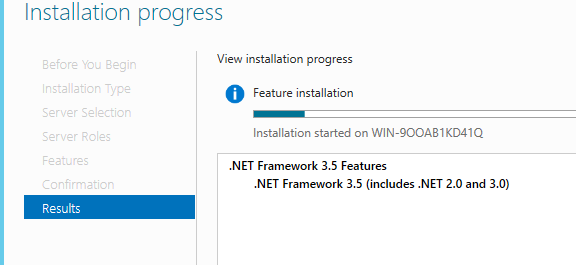 Installation progress
Before You Begin
Installation Type
Server Selection
Server Roles
Features
Confirmation
Results
View installation progress
Feature installation
Installation started on WIN-9OOAB1KD41Q
.NET Framework 3.5 Features
.NET Framework 3.5 (includes .NET 2.0 and 3.0)